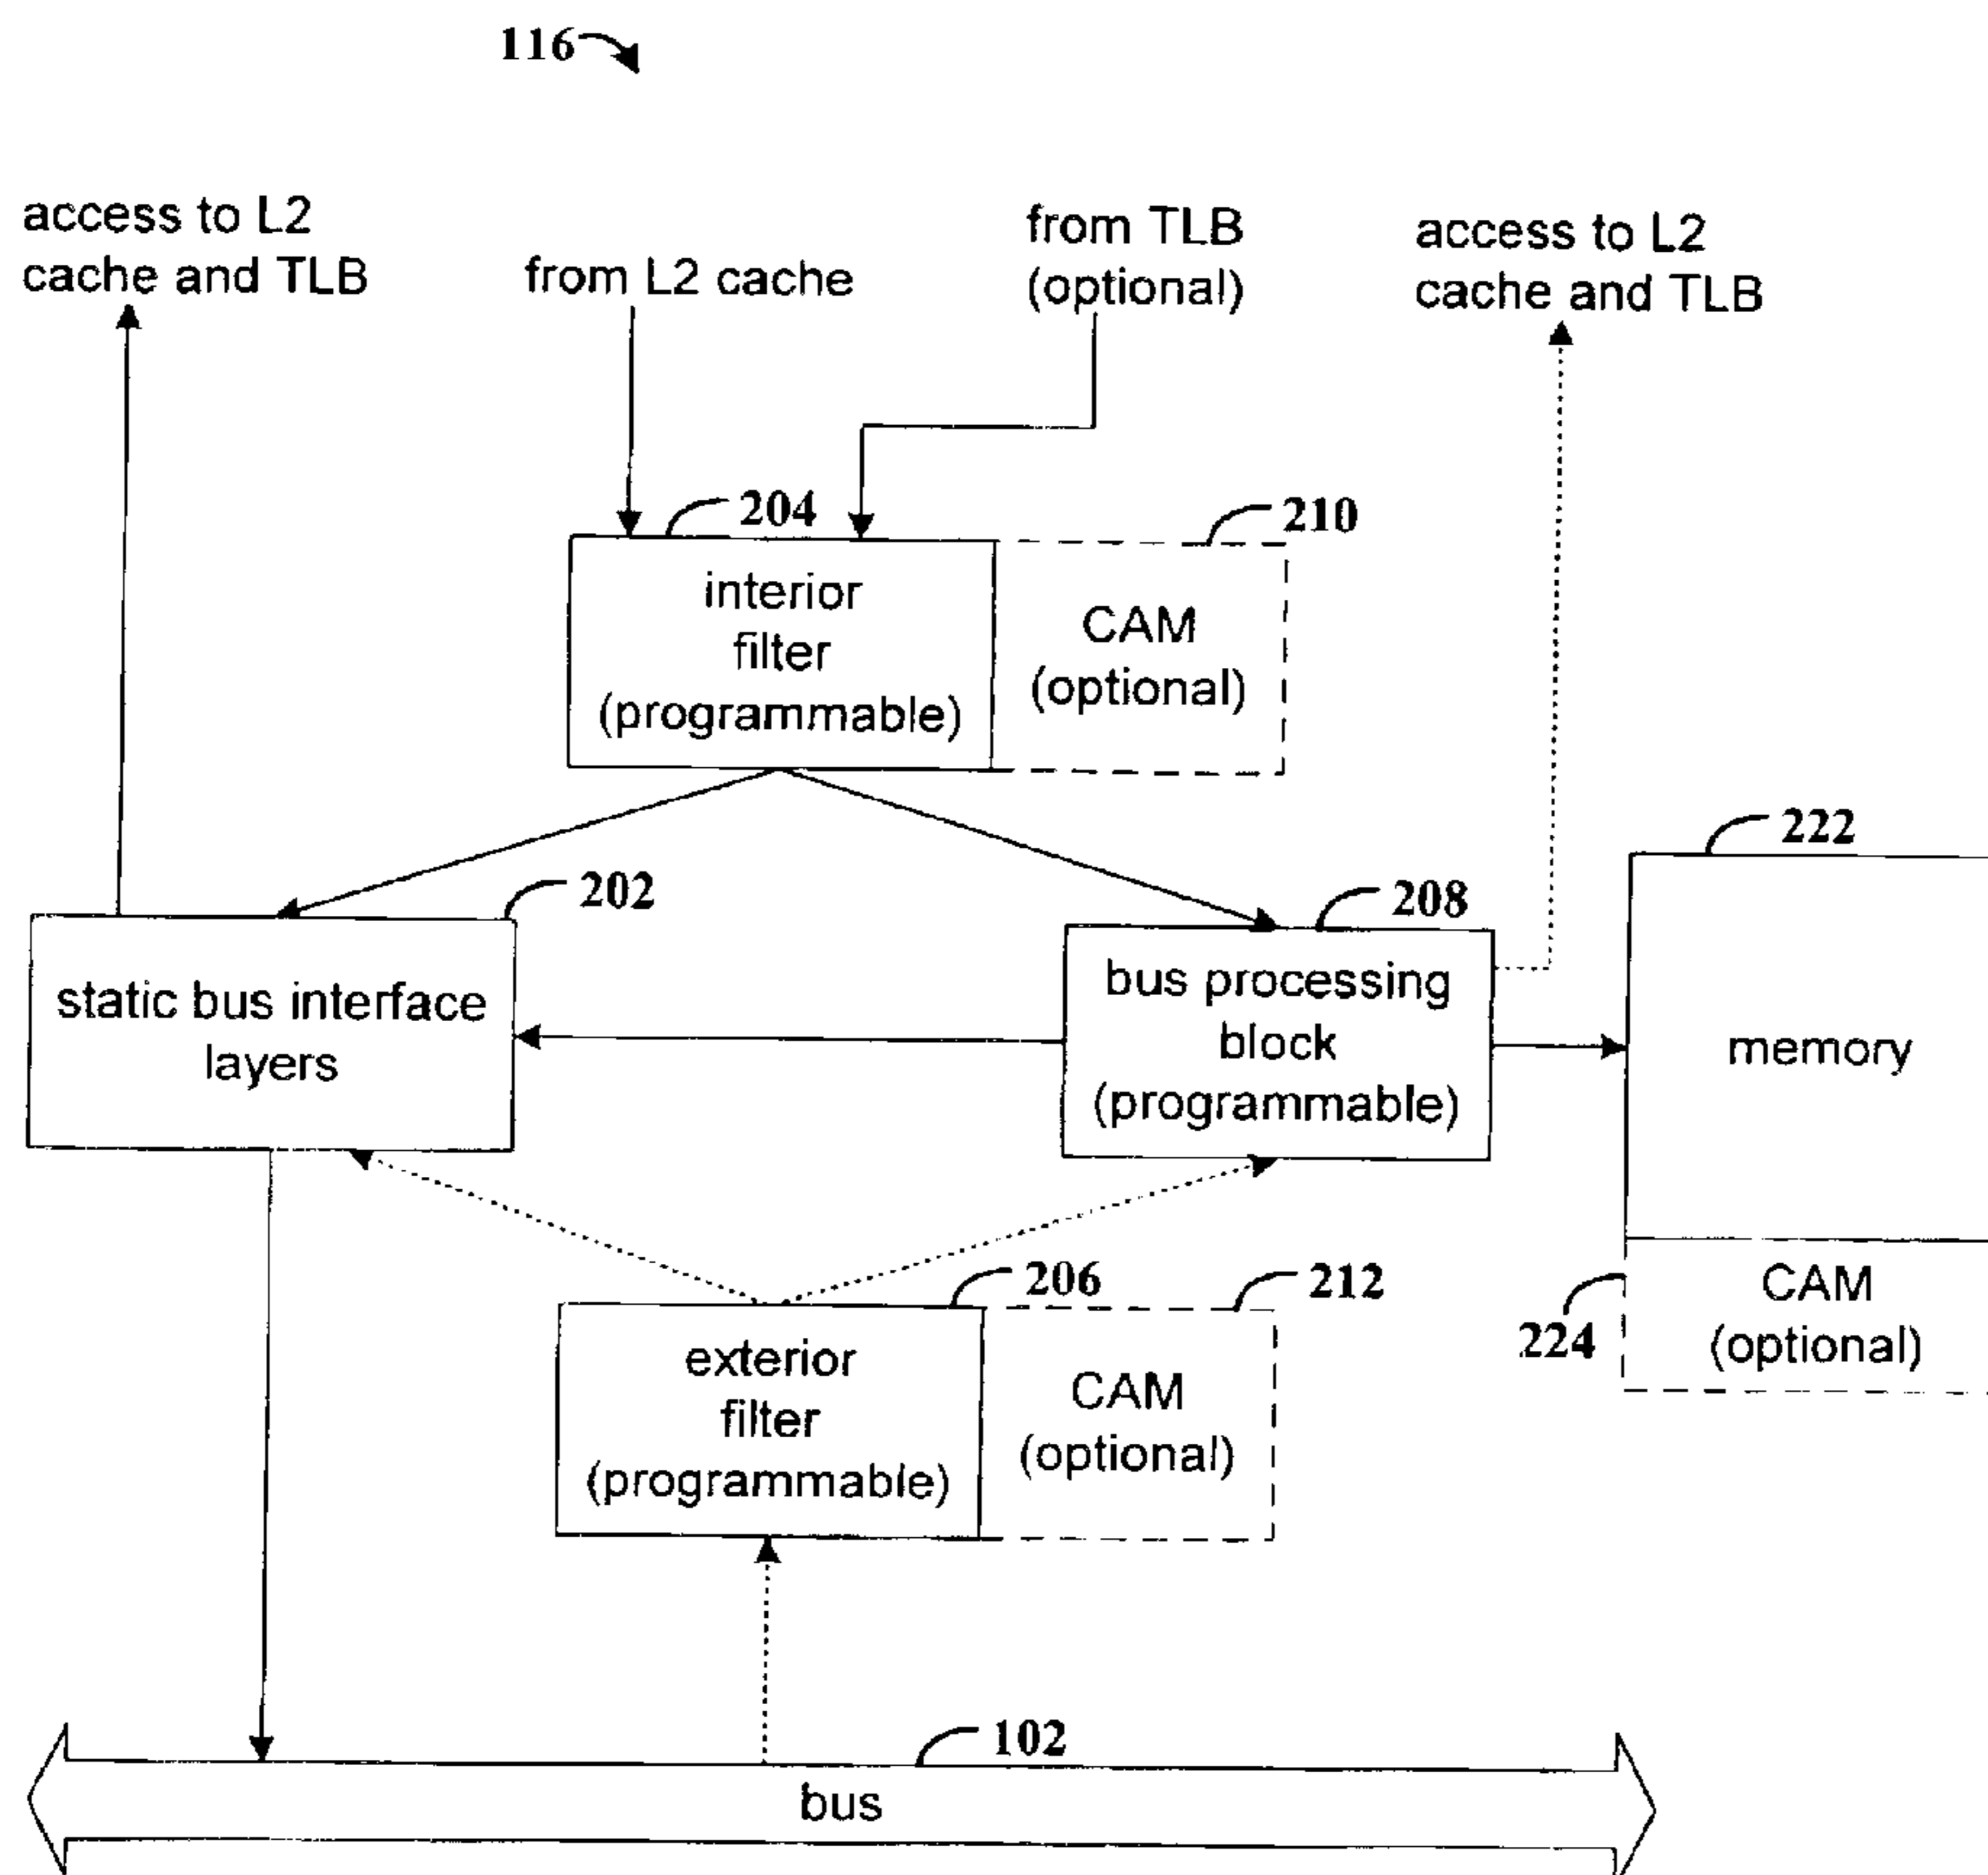 116
access to L2
cache and TLB
from L2 cache
from TLB
(optional)
access to L2
cache and TLB
204
210
interior
filter
(programmable)
CAM
(optional)
222
202
208
static bus interface
layers
bus processing
block
(programmable)
memory
206
212
224
CAM
(optional)
exterior
filter
(programmable)
CAM
(optional)
102
bus